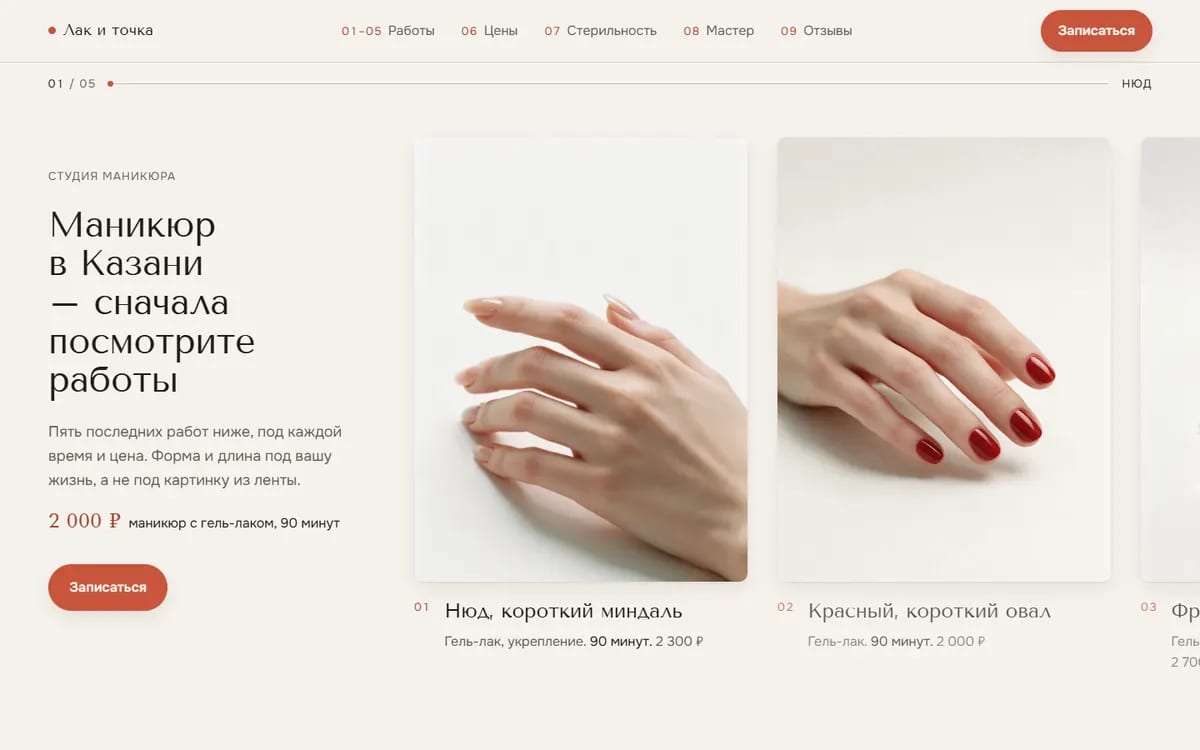 Лак и точка
01–05 Работы
06 Цены
07 Стерильность
08 Мастер
09 Отзывы
Записаться
01 / 05
НЮД
СТУДИЯ МАНИКЮРА
Маникюр
в Казани
— сначала
посмотрите
работы
Пять последних работ ниже, под каждой
время и цена. Форма и длина под вашу
жизнь, а не под картинку из ленты.
2 000 ₽ маникюр с гель-лаком, 90 минут
Записаться
01 Нюд, короткий миндаль
Гель-лак, укрепление. 90 минут. 2 300 ₽
02 Красный, короткий овал
Гель-лак. 90 минут. 2 000 ₽
03